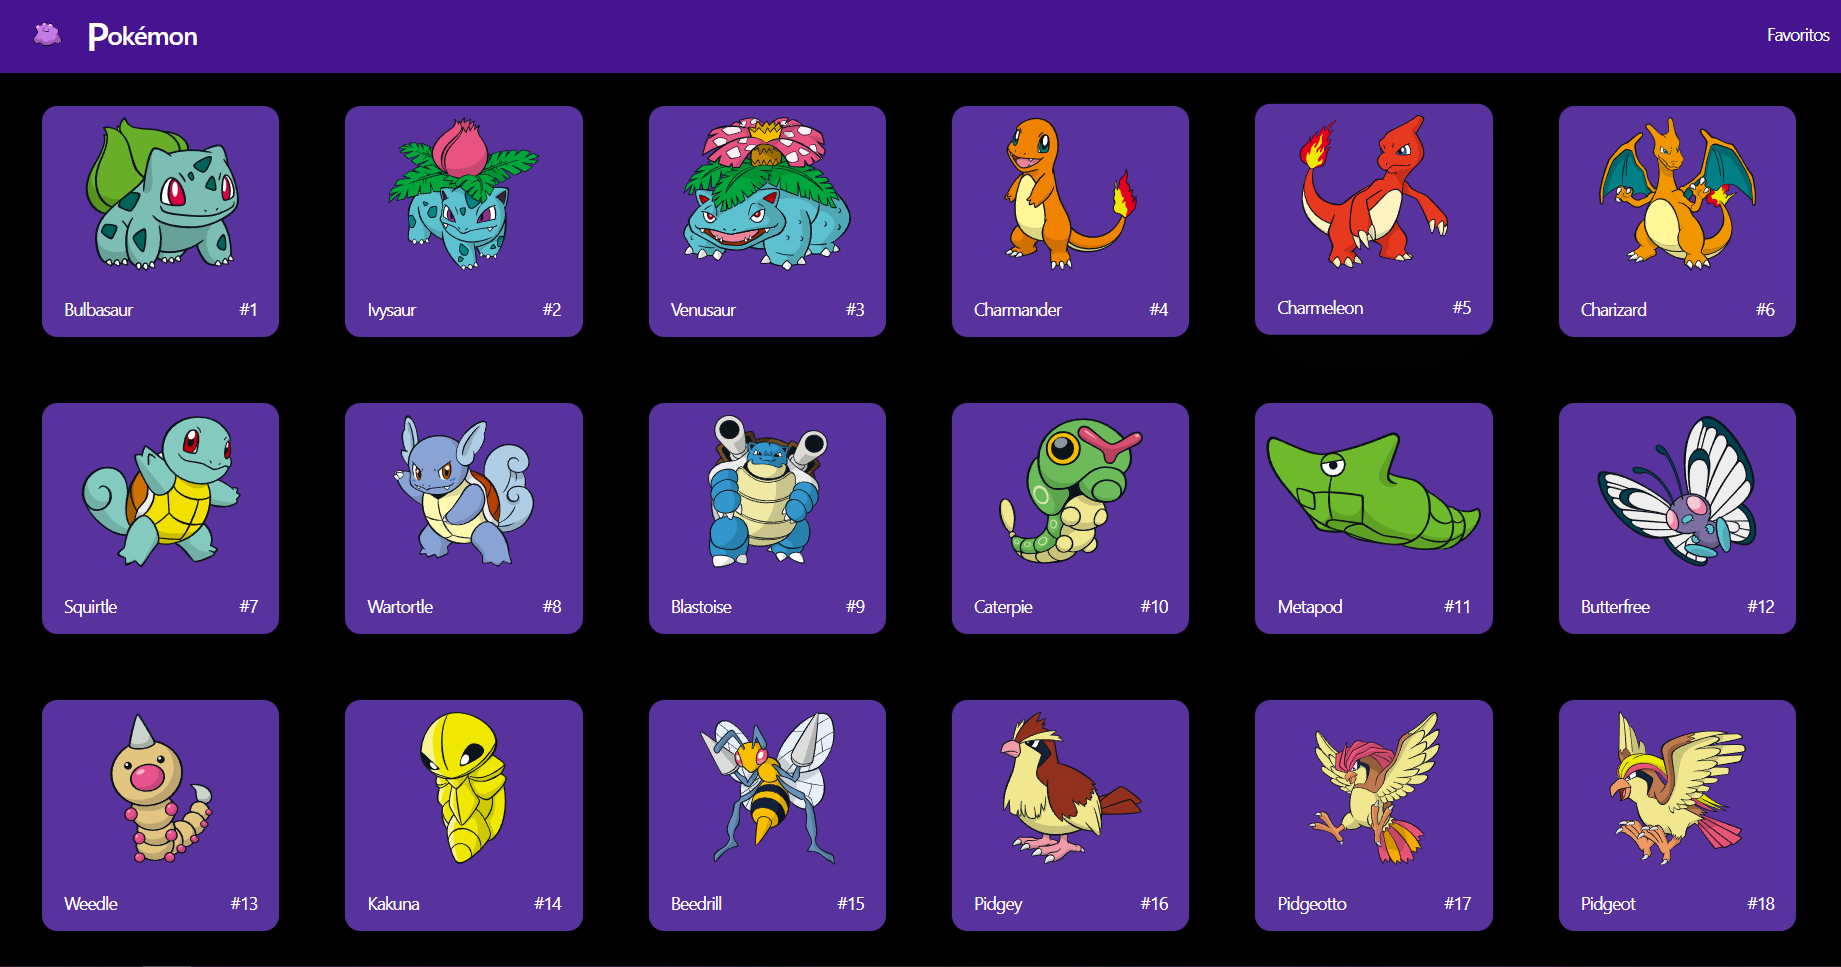 Pokémon
Favoritos
Bulbasaur #1
Ivysaur #2
Venusaur #3
Charmander #4
Charmeleon #5
Charizard #6
Squirtle #7
Wartortle #8
Blastoise #9
Caterpie #10
Metapod #11
Butterfree #12
Weedle #13
Kakuna #14
Beedrill #15
Pidgey #16
Pidgeotto #17
Pidgeot #18